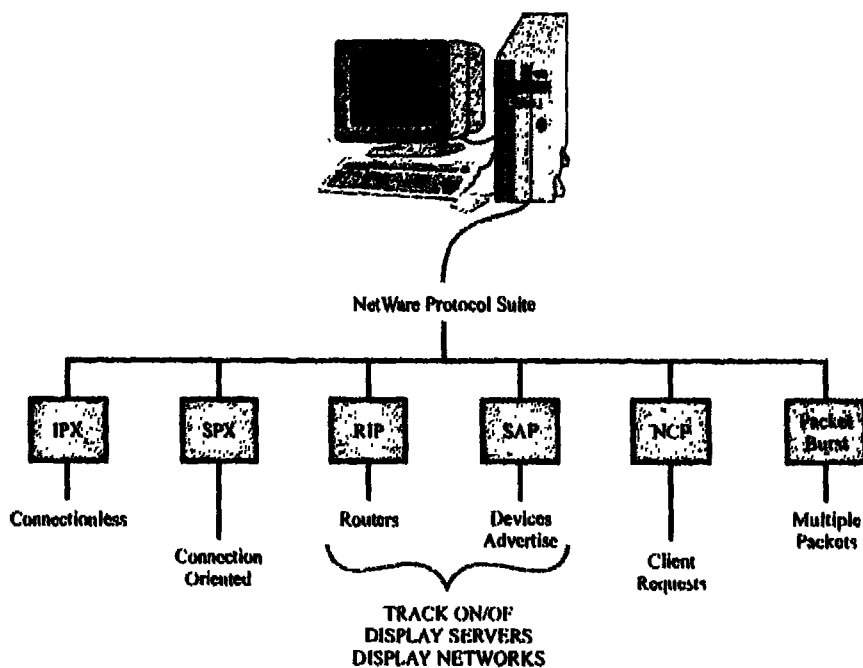 NetWare Protocol Suite
IPX
SPX
RIP
SAP
NCP
Packet
Burst
Connectionless
Connection
Oriented
Routers
Devices
Advertise
Client
Requests
Multiple
Packets
TRACK ON/OF
DISPLAY SERVERS
DISPLAY NETWORKS